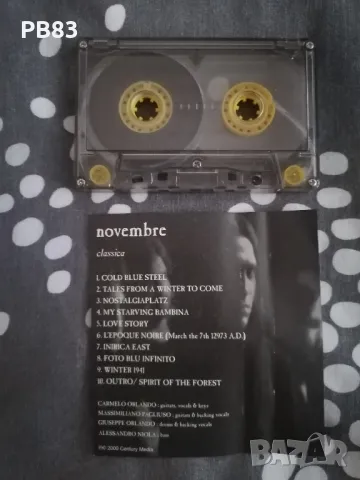 PB83
novembre
classica
1. COLD BLUE STEEL
2. TALES FROM A WINTER TO COME
3. NOSTALGIAPLATZ
4. MY STARVING BAMBINA
5. LOVE STORY
6. L'EPOQUE NOIRE (March the 7th 12973 A.D.)
7. INIBICA EAST
8. FOTO BLU INFINITO
9. WINTER 1941
10. OUTRO/ SPIRIT OF THE FOREST
CARMELO ORLANDO : guitars, vocals & keys
MASSIMILIANO PAGLIUSO : guitars & backing vocals
GIUSEPPE ORLANDO : drums & backing vocals
ALESSANDRO NIOLA : bass
2000 Century Media
BAZAR